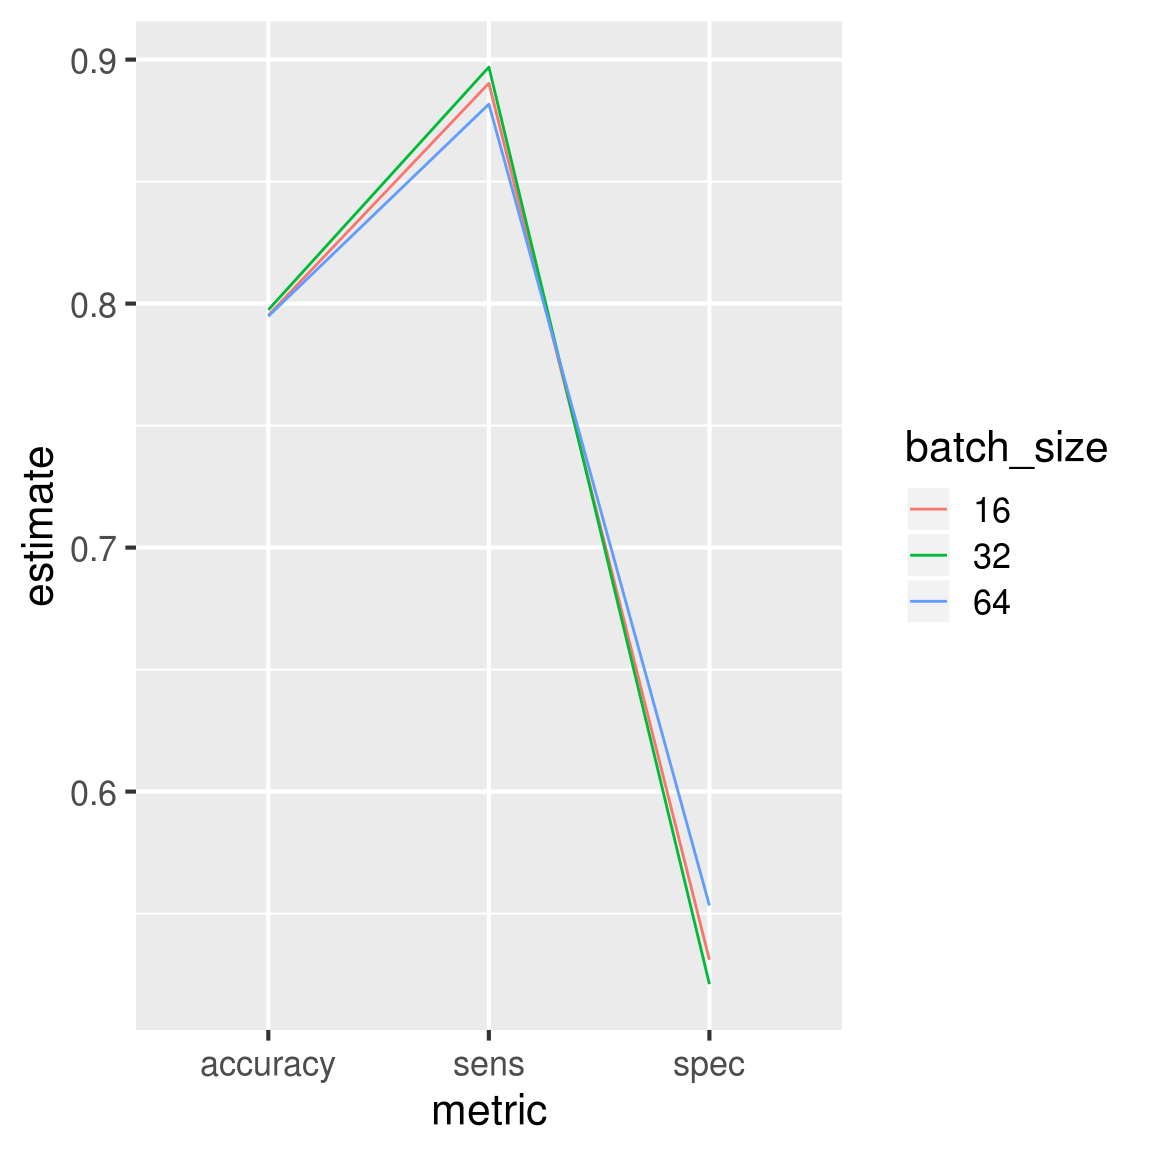 0.9
0.8
0.7
0.6
estimate
accuracy
sens
spec
metric
batch_size
16
32
64